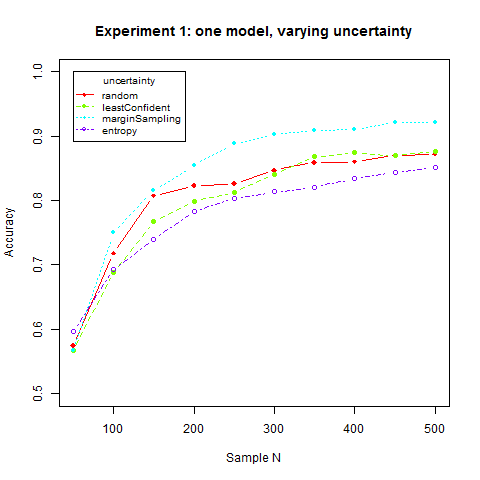 Experiment 1: one model, varying uncertainty
uncertainty
random
leastConfident
marginSampling
entropy
Accuracy
1.0
0.9
0.8
0.7
0.6
0.5
100 200 300 400 500
Sample N